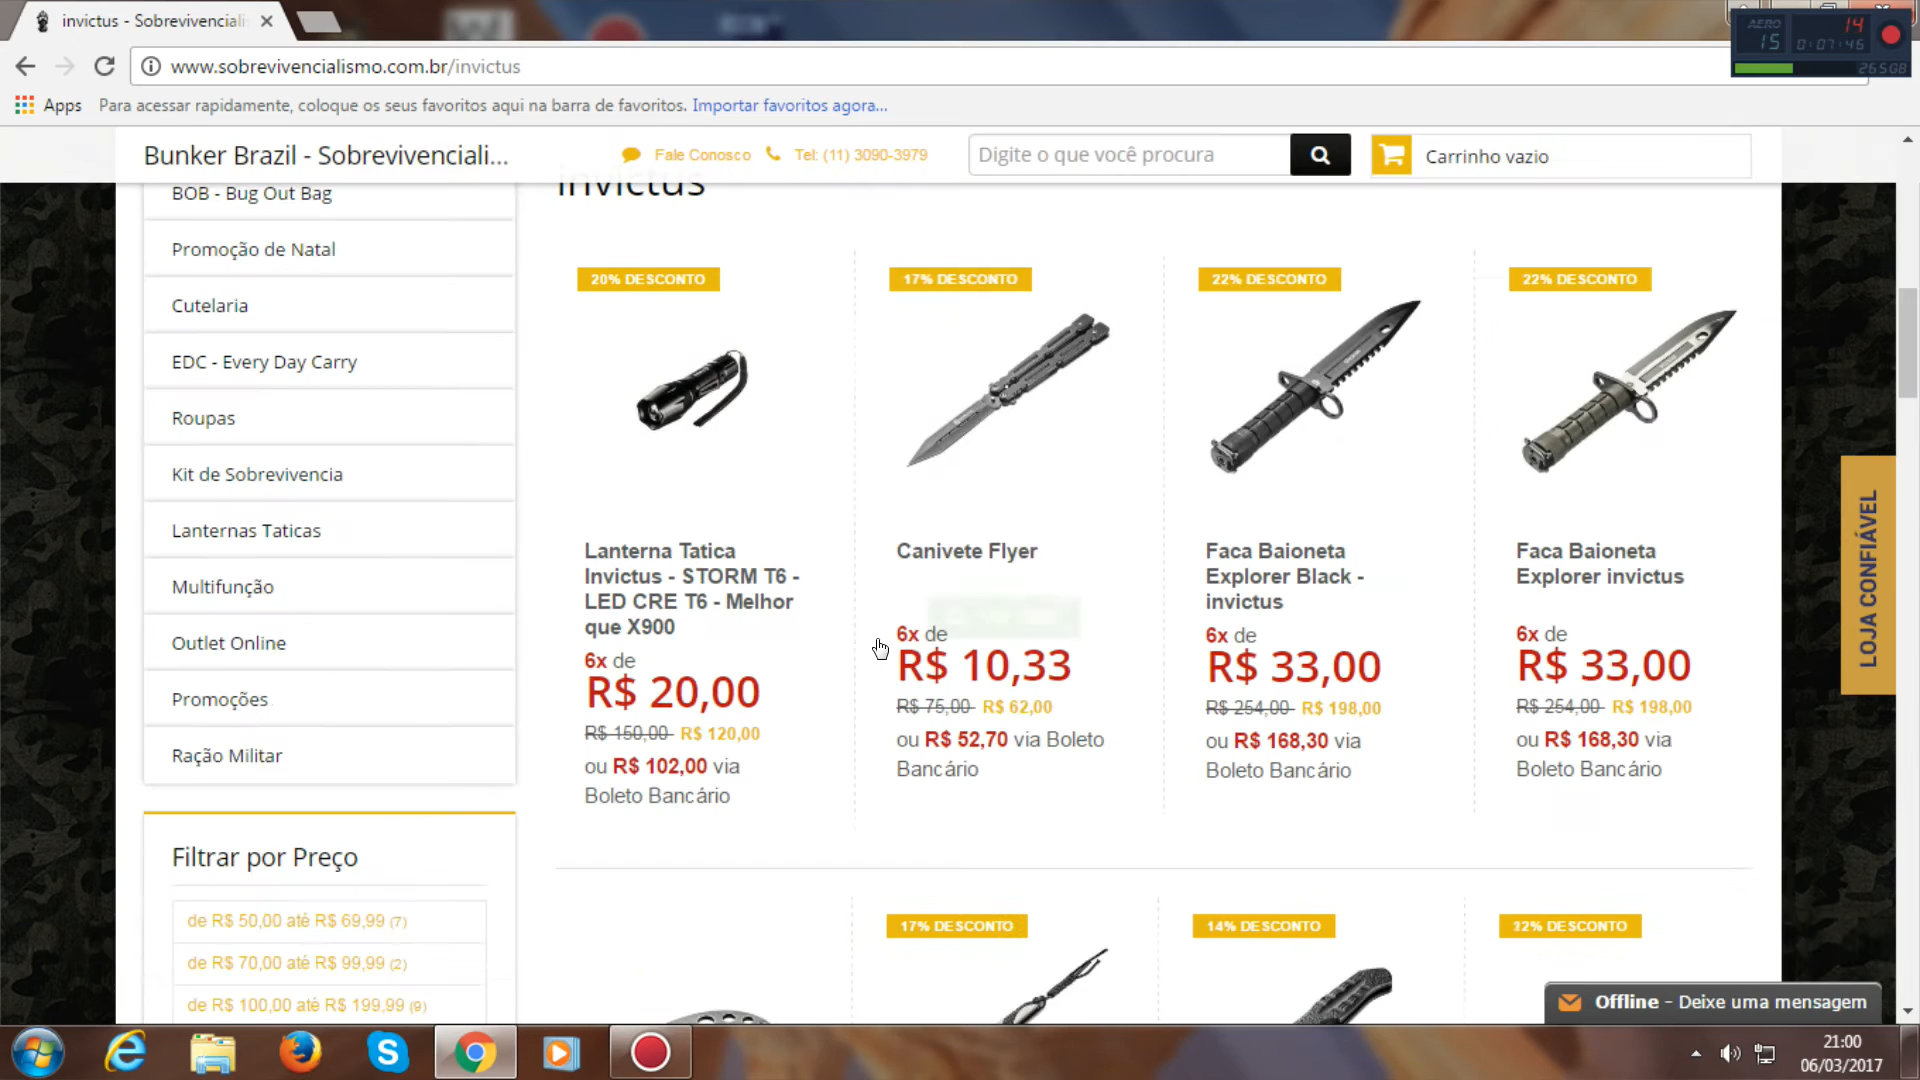 invictus - Sobrevivenciali
AERO 14
15 0:07:46
265GB
www.sobrevivencialismo.com.br/invictus
Apps Para acessar rapidamente, coloque os seus favoritos aqui na barra de favoritos. Importar favoritos agora...
Bunker Brazil - Sobrevivenciali... Fale Conosco Tel: (11) 3090-3979 Digite o que você procura Carrinho vazio
invictus
BOB - Bug Out Bag
Promoção de Natal
Cutelaria
EDC - Every Day Carry
Roupas
Kit de Sobrevivencia
Lanternas Taticas
Multifunção
Outlet Online
Promoções
Ração Militar
Filtrar por Preço
de R$ 50,00 até R$ 69,99 (7)
de R$ 70,00 até R$ 99,99 (2)
de R$ 100,00 até R$ 199,99 (9)
20% DESCONTO
Lanterna Tatica
Invictus - STORM T6 -
LED CRE T6 - Melhor
que X900
6x de
R$ 20,00
R$ 150,00 R$ 120,00
ou R$ 102,00 via
Boleto Bancário
17% DESCONTO
Canivete Flyer
6x de
R$ 10,33
R$ 75,00 R$ 62,00
ou R$ 52,70 via Boleto
Bancário
22% DESCONTO
Faca Baioneta
Explorer Black -
invictus
6x de
R$ 33,00
R$ 254,00 R$ 198,00
ou R$ 168,30 via
Boleto Bancário
22% DESCONTO
Faca Baioneta
Explorer invictus
6x de
R$ 33,00
R$ 254,00 R$ 198,00
ou R$ 168,30 via
Boleto Bancário
17% DESCONTO
14% DESCONTO
DESCONTO
LOJA CONFIÁVEL
Offline - Deixe uma mensagem
21:00
06/03/2017